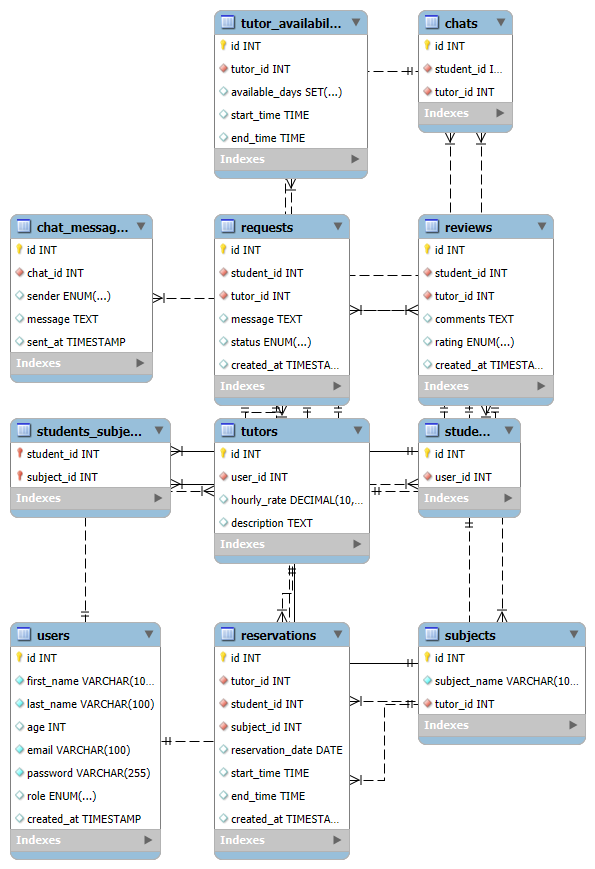 tutor_availabil...
id INT
tutor_id INT
available_days SET(...)
start_time TIME
end_time TIME
Indexes
chats
id INT
student_id I...
tutor_id INT
Indexes
chat_messag...
id INT
chat_id INT
sender ENUM(...)
message TEXT
sent_at TIMESTAMP
Indexes
requests
id INT
student_id INT
tutor_id INT
message TEXT
status ENUM(...)
created_at TIMESTA...
Indexes
reviews
id INT
student_id INT
tutor_id INT
comments TEXT
rating ENUM(...)
created_at TIMESTA...
Indexes
students_subje...
student_id INT
subject_id INT
Indexes
tutors
id INT
user_id INT
hourly_rate DECIMAL(10,...
description TEXT
Indexes
stude...
id INT
user_id INT
Indexes
users
id INT
first_name VARCHAR(10...
last_name VARCHAR(100)
age INT
email VARCHAR(100)
password VARCHAR(255)
role ENUM(...)
created_at TIMESTAMP
Indexes
reservations
id INT
tutor_id INT
student_id INT
subject_id INT
reservation_date DATE
start_time TIME
end_time TIME
created_at TIMESTA...
Indexes
subjects
id INT
subject_name VARCHAR(10...
tutor_id INT
Indexes